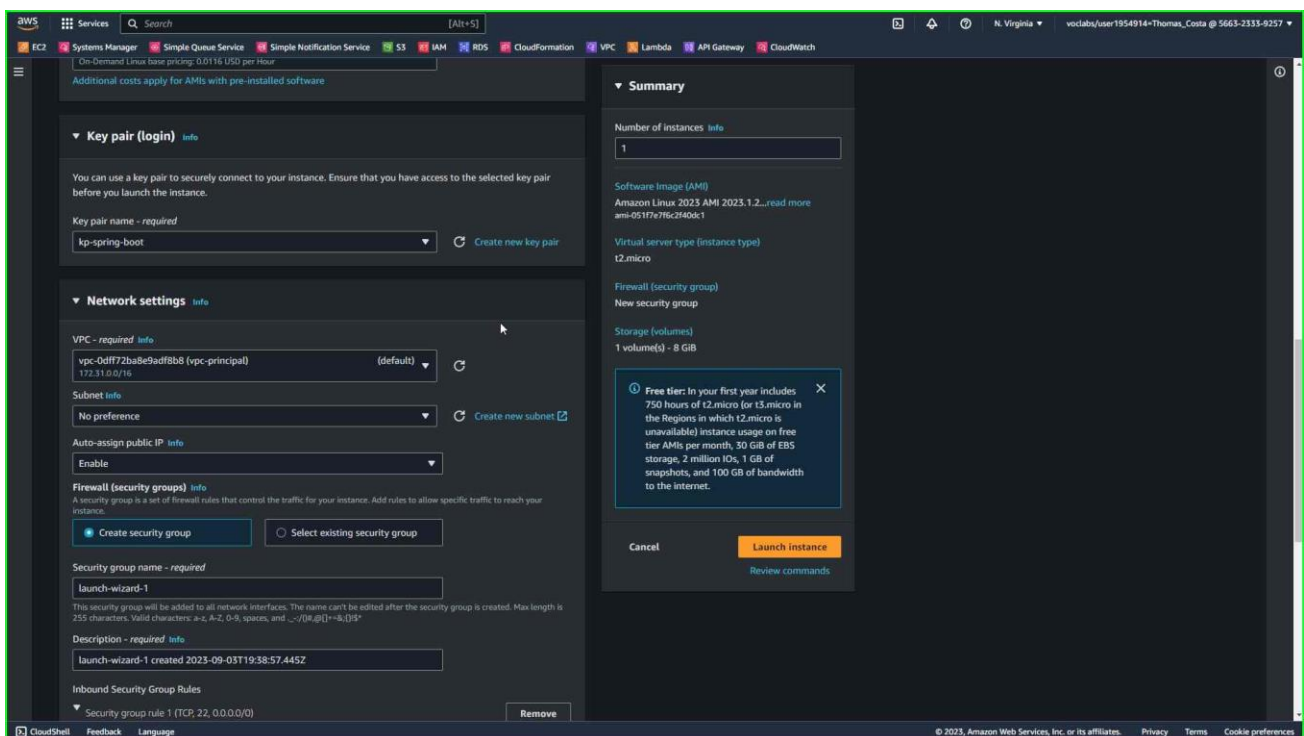 aws
Services
Search
[Alt+S]
N. Virginia
voclabs/user1954914=Thomas_Costa @ 5663-2333-9257
EC2
Systems Manager
Simple Queue Service
Simple Notification Service
S3
IAM
RDS
CloudFormation
VPC
Lambda
API Gateway
CloudWatch
On-Demand Linux base pricing: 0.0116 USD per Hour
Additional costs apply for AMIs with pre-installed software
Key pair (login) Info
You can use a key pair to securely connect to your instance. Ensure that you have access to the selected key pair
before you launch the instance.
Key pair name - required
kp-spring-boot
Create new key pair
Network settings Info
VPC - required Info
vpc-0dff72ba8e9adf8b8 (vpc-principal) (default)
172.31.0.0/16
Subnet Info
No preference
Create new subnet
Auto-assign public IP Info
Enable
Firewall (security groups) Info
A security group is a set of firewall rules that control the traffic for your instance. Add rules to allow specific traffic to reach your
instance.
Create security group
Select existing security group
Security group name - required
launch-wizard-1
This security group will be added to all network interfaces. The name can't be edited after the security group is created. Max length is
255 characters. Valid characters: a-z, A-Z, 0-9, spaces, and
Description - required Info
launch-wizard-1 created 2023-09-03T19:38:57.445Z
Inbound Security Group Rules
Security group rule 1 (TCP, 22, 0.0.0.0/0)
Remove
Summary
Number of instances Info
1
Software Image (AMI)
Amazon Linux 2023 AMI 2023.1.2...read more
ami-051f7e7f6c2f40dc1
Virtual server type (instance type)
t2.micro
Firewall (security group)
New security group
Storage (volumes)
1 volume(s) - 8 GiB
Free tier: In your first year includes
750 hours of t2.micro (or t3.micro in
the Regions in which t2.micro is
unavailable) instance usage on free
tier AMIs per month, 30 GiB of EBS
storage, 2 million IOs, 1 GB of
snapshots, and 100 GB of bandwidth
to the internet.
Cancel
Launch instance
Review commands
CloudShell
Feedback
Language
© 2023, Amazon Web Services, Inc. or its affiliates.
Privacy
Terms
Cookie preferences